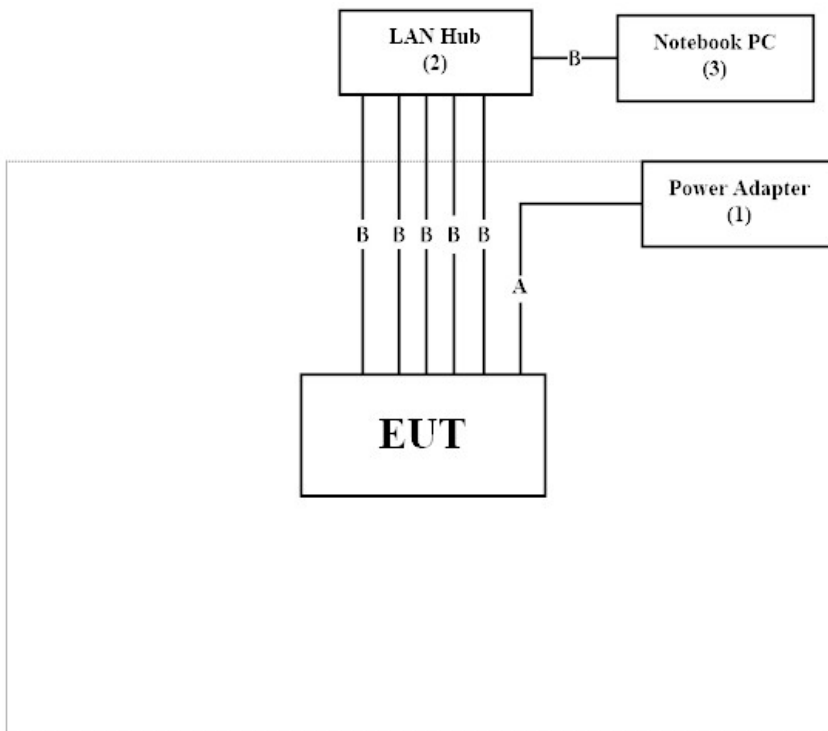 LAN Hub
(2)
B
Notebook PC
(3)
Power Adapter
(1)
B B B B B
A
EUT